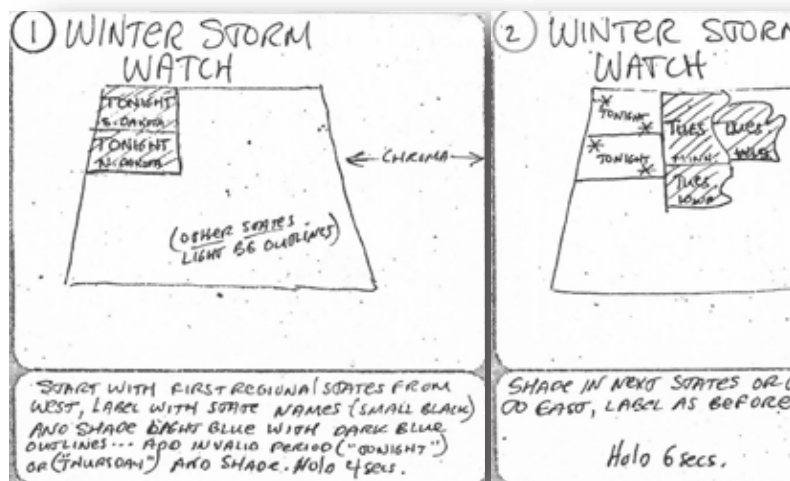 1 WINTER STORM
WATCH
TONIGHT
S. DAKOTA
TONIGHT
N. DAKOTA
CHROMA
(OTHER STATES
LIGHT BG OUTLINES)
START WITH FIRST REGIONAL STATES FROM
WEST, LABEL WITH STATE NAMES (SMALL BLACK)
AND SHADE LIGHT BLUE WITH DARK BLUE
OUTLINES... ADD IN VALID PERIOD ("TONIGHT")
OR ("THURSDAY") AND SHADE. HOLD 4 SECS.
2 WINTER STORM
WATCH
TONIGHT
TONIGHT
TUES
MINN.
TUES
WIS
TUES.
IOWA
SHADE IN NEXT STATES OR
TO EAST, LABEL AS BEFORE
HOLD 6 SECS.